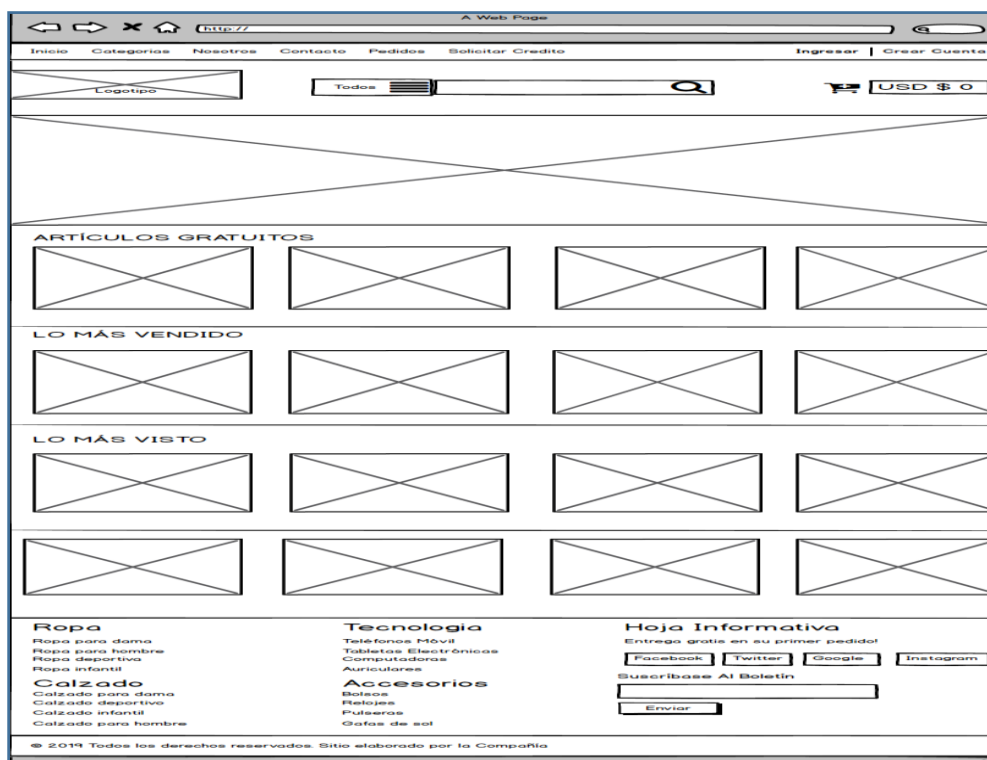 A Web Page
http://
Inicio Categorias Nosotros Contacto Pedidos Solicitar Credito Ingresar | Crear Cuenta
Logotipo Todos USD $ 0
ARTÍCULOS GRATUITOS
LO MÁS VENDIDO
LO MÁS VISTO
Ropa
Ropa para dama
Ropa para hombre
Ropa deportiva
Ropa infantil
Calzado
Calzado para dama
Calzado deportivo
Calzado infantil
Calzado para hombre
Tecnologia
Teléfonos Móvil
Tabletas Electrónicas
Computadoras
Auriculares
Accesorios
Bolsos
Relojes
Pulseras
Gafas de sol
Hoja Informativa
Entrega gratis en su primer pedido!
Facebook Twitter Google Instagram
Suscríbase Al Boletín
Enviar
© 2019 Todos los derechos reservados. Sitio elaborado por la Compañia